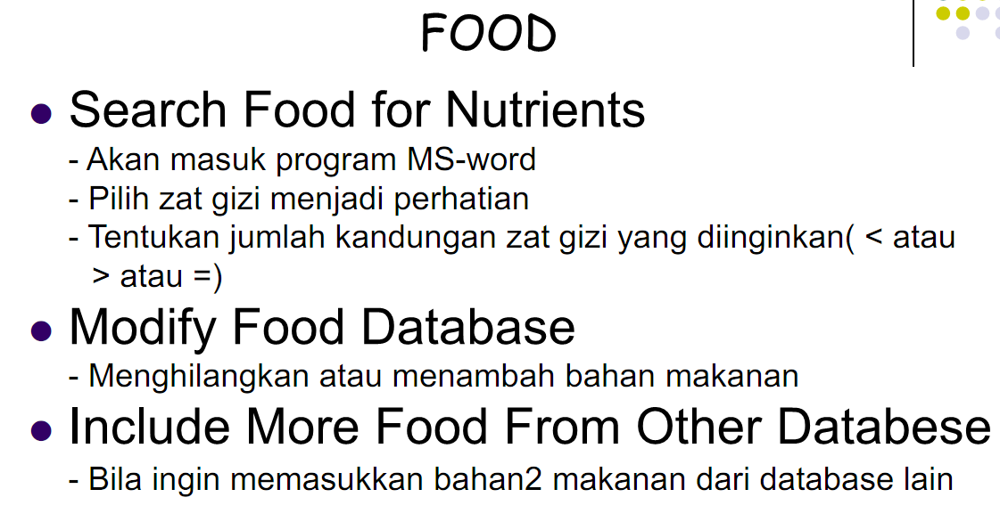 FOOD
Search Food for Nutrients
- Akan masuk program MS-word
- Pilih zat gizi menjadi perhatian
- Tentukan jumlah kandungan zat gizi yang diinginkan( < atau
> atau =)
Modify Food Database
- Menghilangkan atau menambah bahan makanan
Include More Food From Other Databese
- Bila ingin memasukkan bahan2 makanan dari database lain